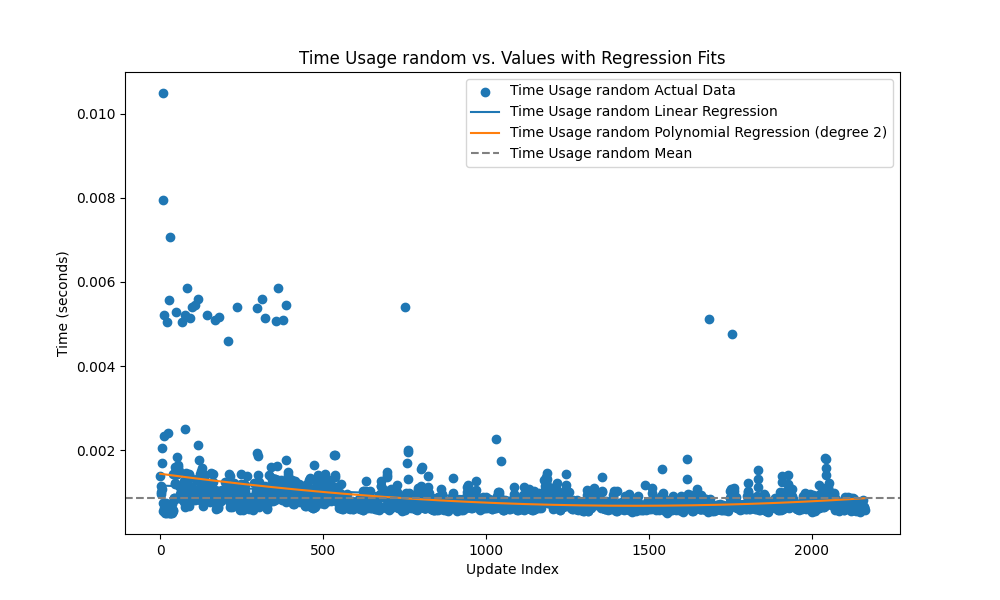 Time Usage random vs. Values with Regression Fits
Time Usage random Actual Data
Time Usage random Linear Regression
Time Usage random Polynomial Regression (degree 2)
Time Usage random Mean
0.010
0.008
0.006
0.004
0.002
Time (seconds)
0 500 1000 1500 2000
Update Index